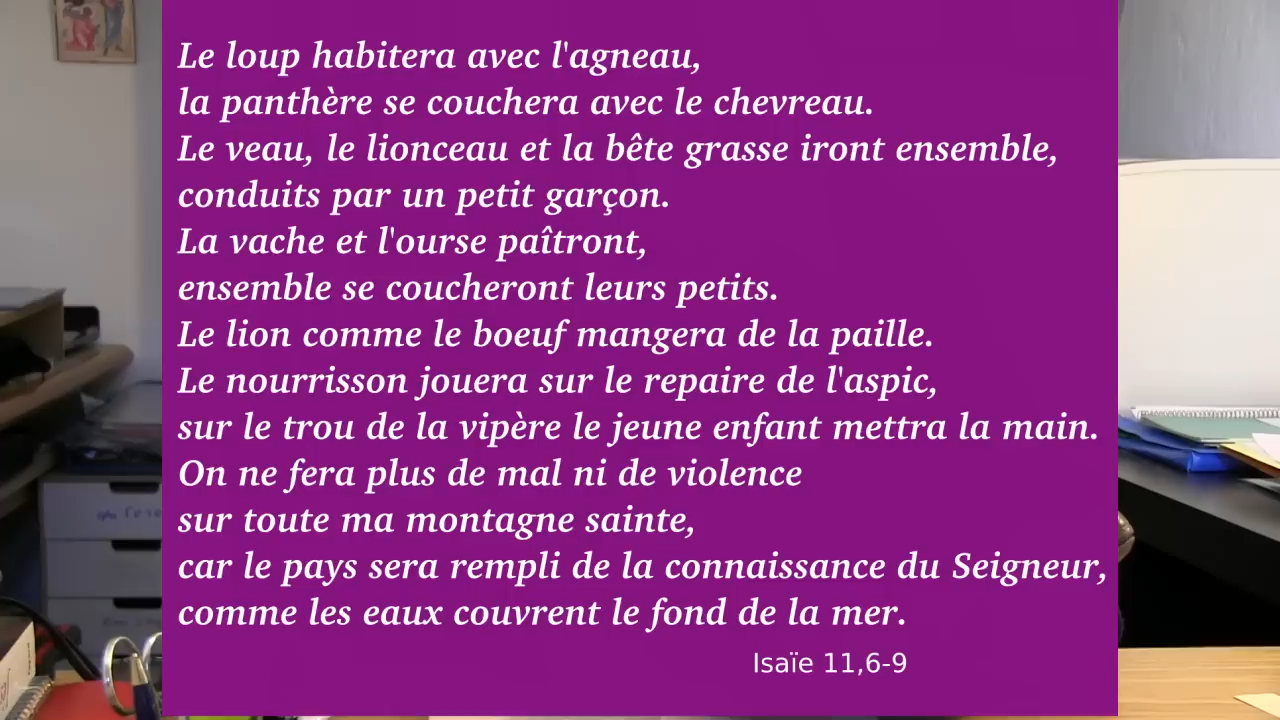 Le loup habitera avec l'agneau,
la panthère se couchera avec le chevreau.
Le veau, le lionceau et la bête grasse iront ensemble,
conduits par un petit garçon.
La vache et l'ourse paîtront,
ensemble se coucheront leurs petits.
Le lion comme le boeuf mangera de la paille.
Le nourrisson jouera sur le repaire de l'aspic,
sur le trou de la vipère le jeune enfant mettra la main.
On ne fera plus de mal ni de violence
sur toute ma montagne sainte,
car le pays sera rempli de la connaissance du Seigneur,
comme les eaux couvrent le fond de la mer.
Isaïe 11,6-9